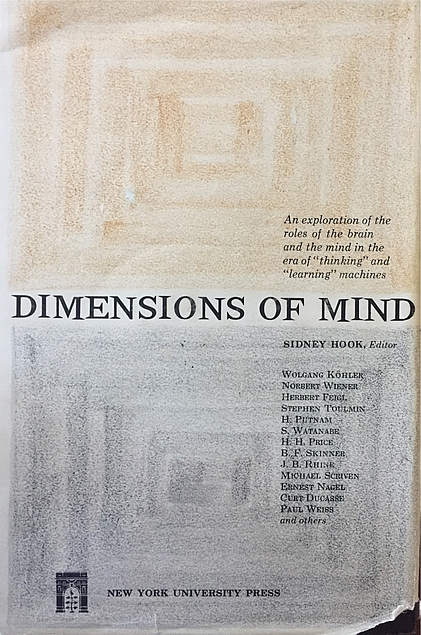 An exploration of the
roles of the brain
and the mind in the
era of "thinking" and
"learning" machines
DIMENSIONS OF MIND
SIDNEY HOOK, Editor
WOLGANG KÖHLER
NORBERT WIENER
HERBERT FEIGL
STEPHEN TOULMIN
H. PUTNAM
S. WATANABE
H. H. PRICE
B. F. SKINNER
J. B. RHINE
MICHAEL SCRIVEN
ERNEST NAGEL
CURT DUCASSE
PAUL WEISS
and others
NEW YORK UNIVERSITY PRESS